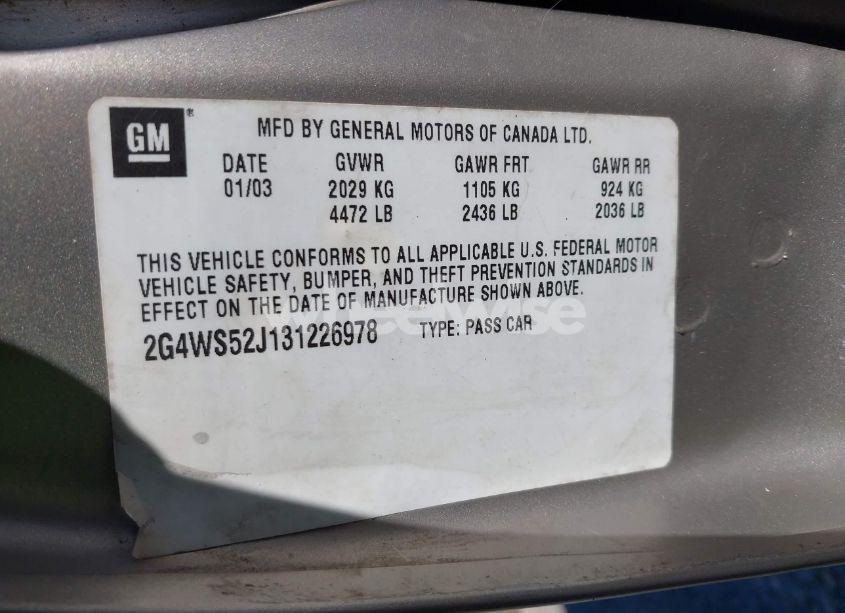 GM®
MFD BY GENERAL MOTORS OF CANADA LTD.
DATE GVWR GAWR FRT GAWR RR
01/03 2029 KG 1105 KG 924 KG
4472 LB 2436 LB 2036 LB
THIS VEHICLE CONFORMS TO ALL APPLICABLE U.S. FEDERAL MOTOR
VEHICLE SAFETY, BUMPER, AND THEFT PREVENTION STANDARDS IN
EFFECT ON THE DATE OF MANUFACTURE SHOWN ABOVE.
wheelwise
2G4WS52J131226978 TYPE: PASS CAR